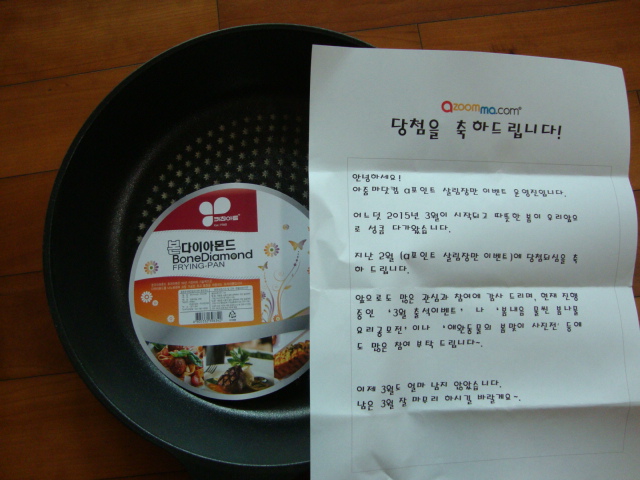 azoomma.com
당첨을 축하드립니다!
안녕하세요!
아줌마닷컴 a포인트 살림장만 이벤트 운영진입니다.
어느덧 2015년 3월이 시작되고 따뜻한 봄이 우리앞으
로 성큼 다가왔습니다.
지난 2월 [a포인트 살림장만 이벤트]에 당첨되심을 축
하 드립니다.
앞으로도 많은 관심과 참여에 감사 드리며, 현재 진행
중인 '3월 출석이벤트' 나 '봄내음 물씬 봄나물
요리공모전' 이나 '애완동물의 봄맞이 사진전' 등에
도 많은 참여 부탁 드립니다~.
이제 3월도 얼마 남지 않았습니다.
남은 3월 잘 마무리 하시길 바랄게요~.
본다이아몬드
BoneDiamond
FRYING-PAN